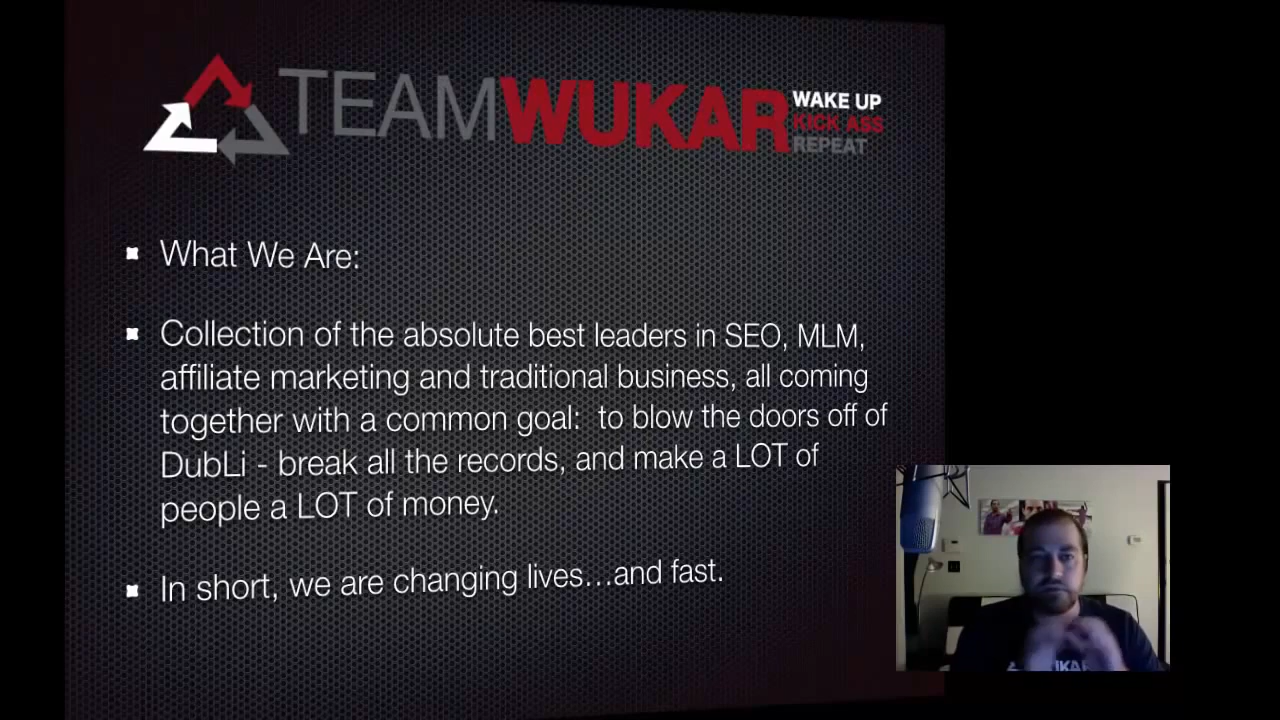 TEAMWUKAR
WAKE UP
KICK ASS
REPEAT
What We Are:
Collection of the absolute best leaders in SEO, MLM,
affiliate marketing and traditional business, all coming
together with a common goal: to blow the doors off of
DubLi - break all the records, and make a LOT of
people a LOT of money.
In short, we are changing lives...and fast.